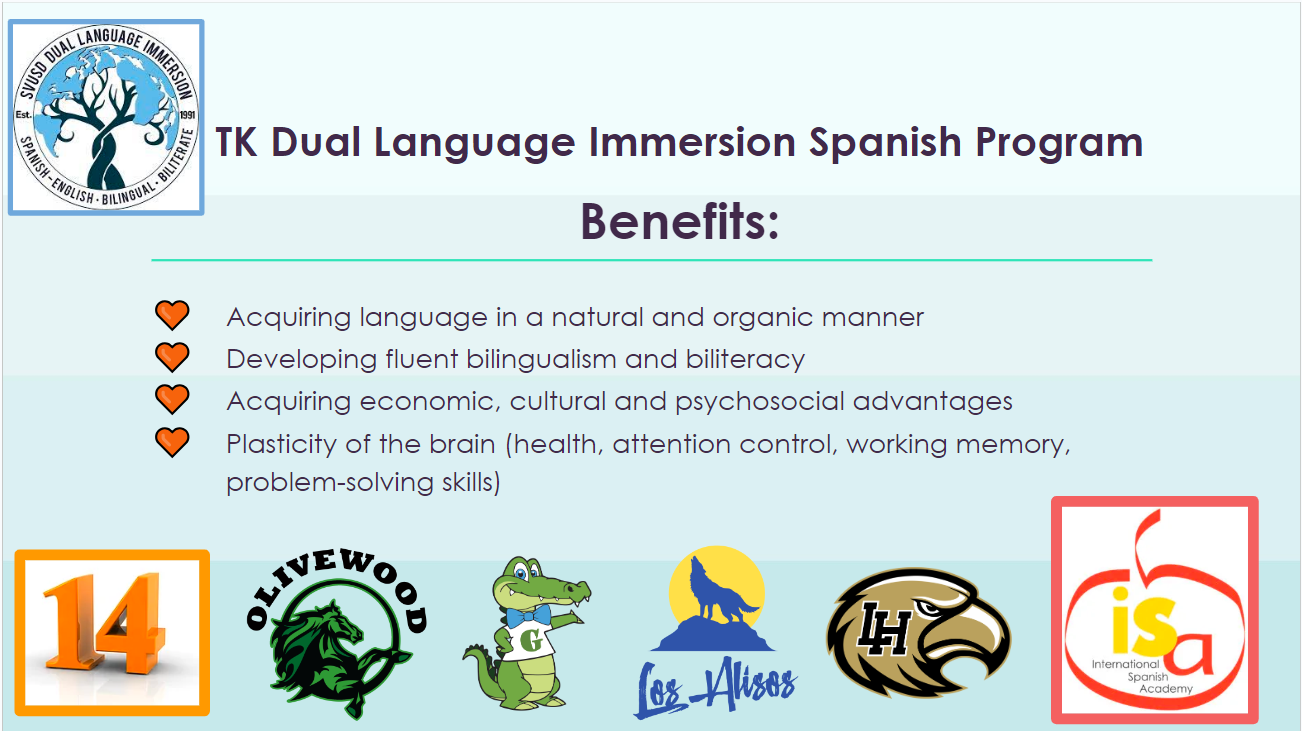 SVUSD DUAL LANGUAGE IMMERSION
Est. 1991
SPANISH-ENGLISH·BILINGUAL·BILITERATE
TK Dual Language Immersion Spanish Program
Benefits:
Acquiring language in a natural and organic manner
Developing fluent bilingualism and biliteracy
Acquiring economic, cultural and psychosocial advantages
Plasticity of the brain (health, attention control, working memory,
problem-solving skills)
14
OLIVEWOOD
G
Los Alisos
LH
isa
International
Spanish
Academy